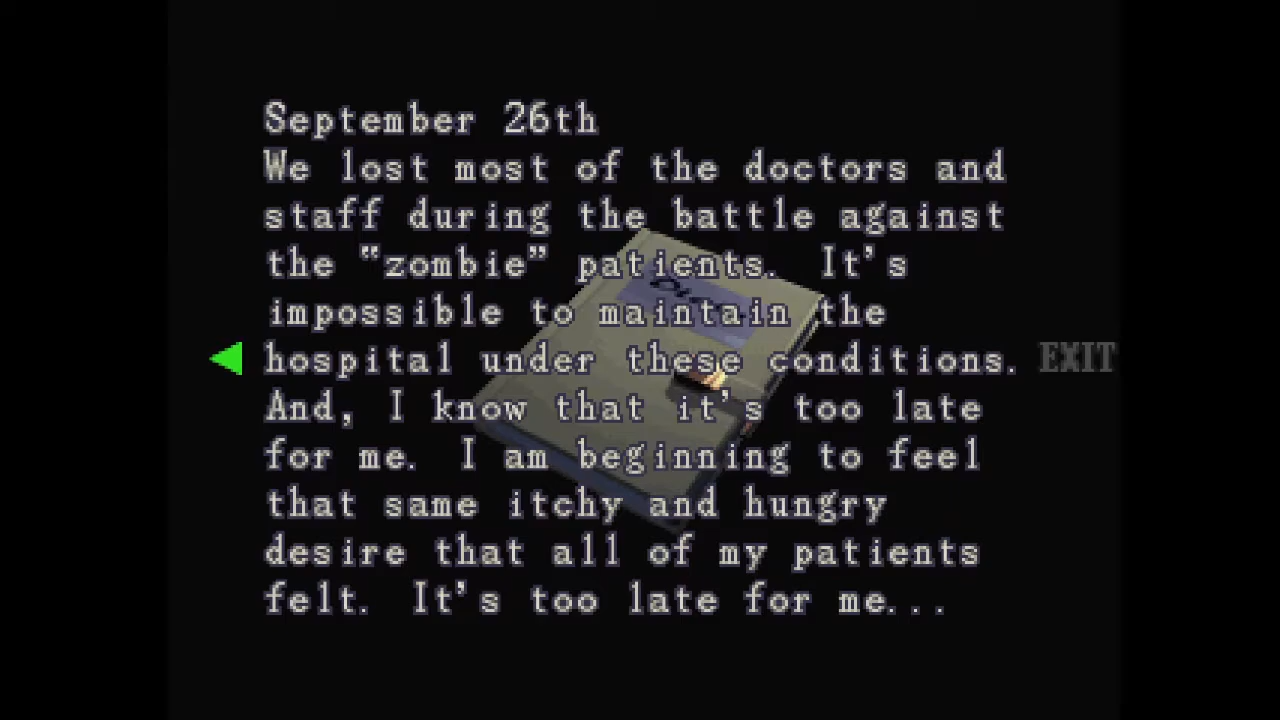 September 26th
We lost most of the doctors and
staff during the battle against
the "zombie" patients. It's
impossible to maintain the
hospital under these conditions.
EXIT
And, I know that it's too late
for me. I am beginning to feel
that same itchy and hungry
desire that all of my patients
felt. It's too late for me...
Diary